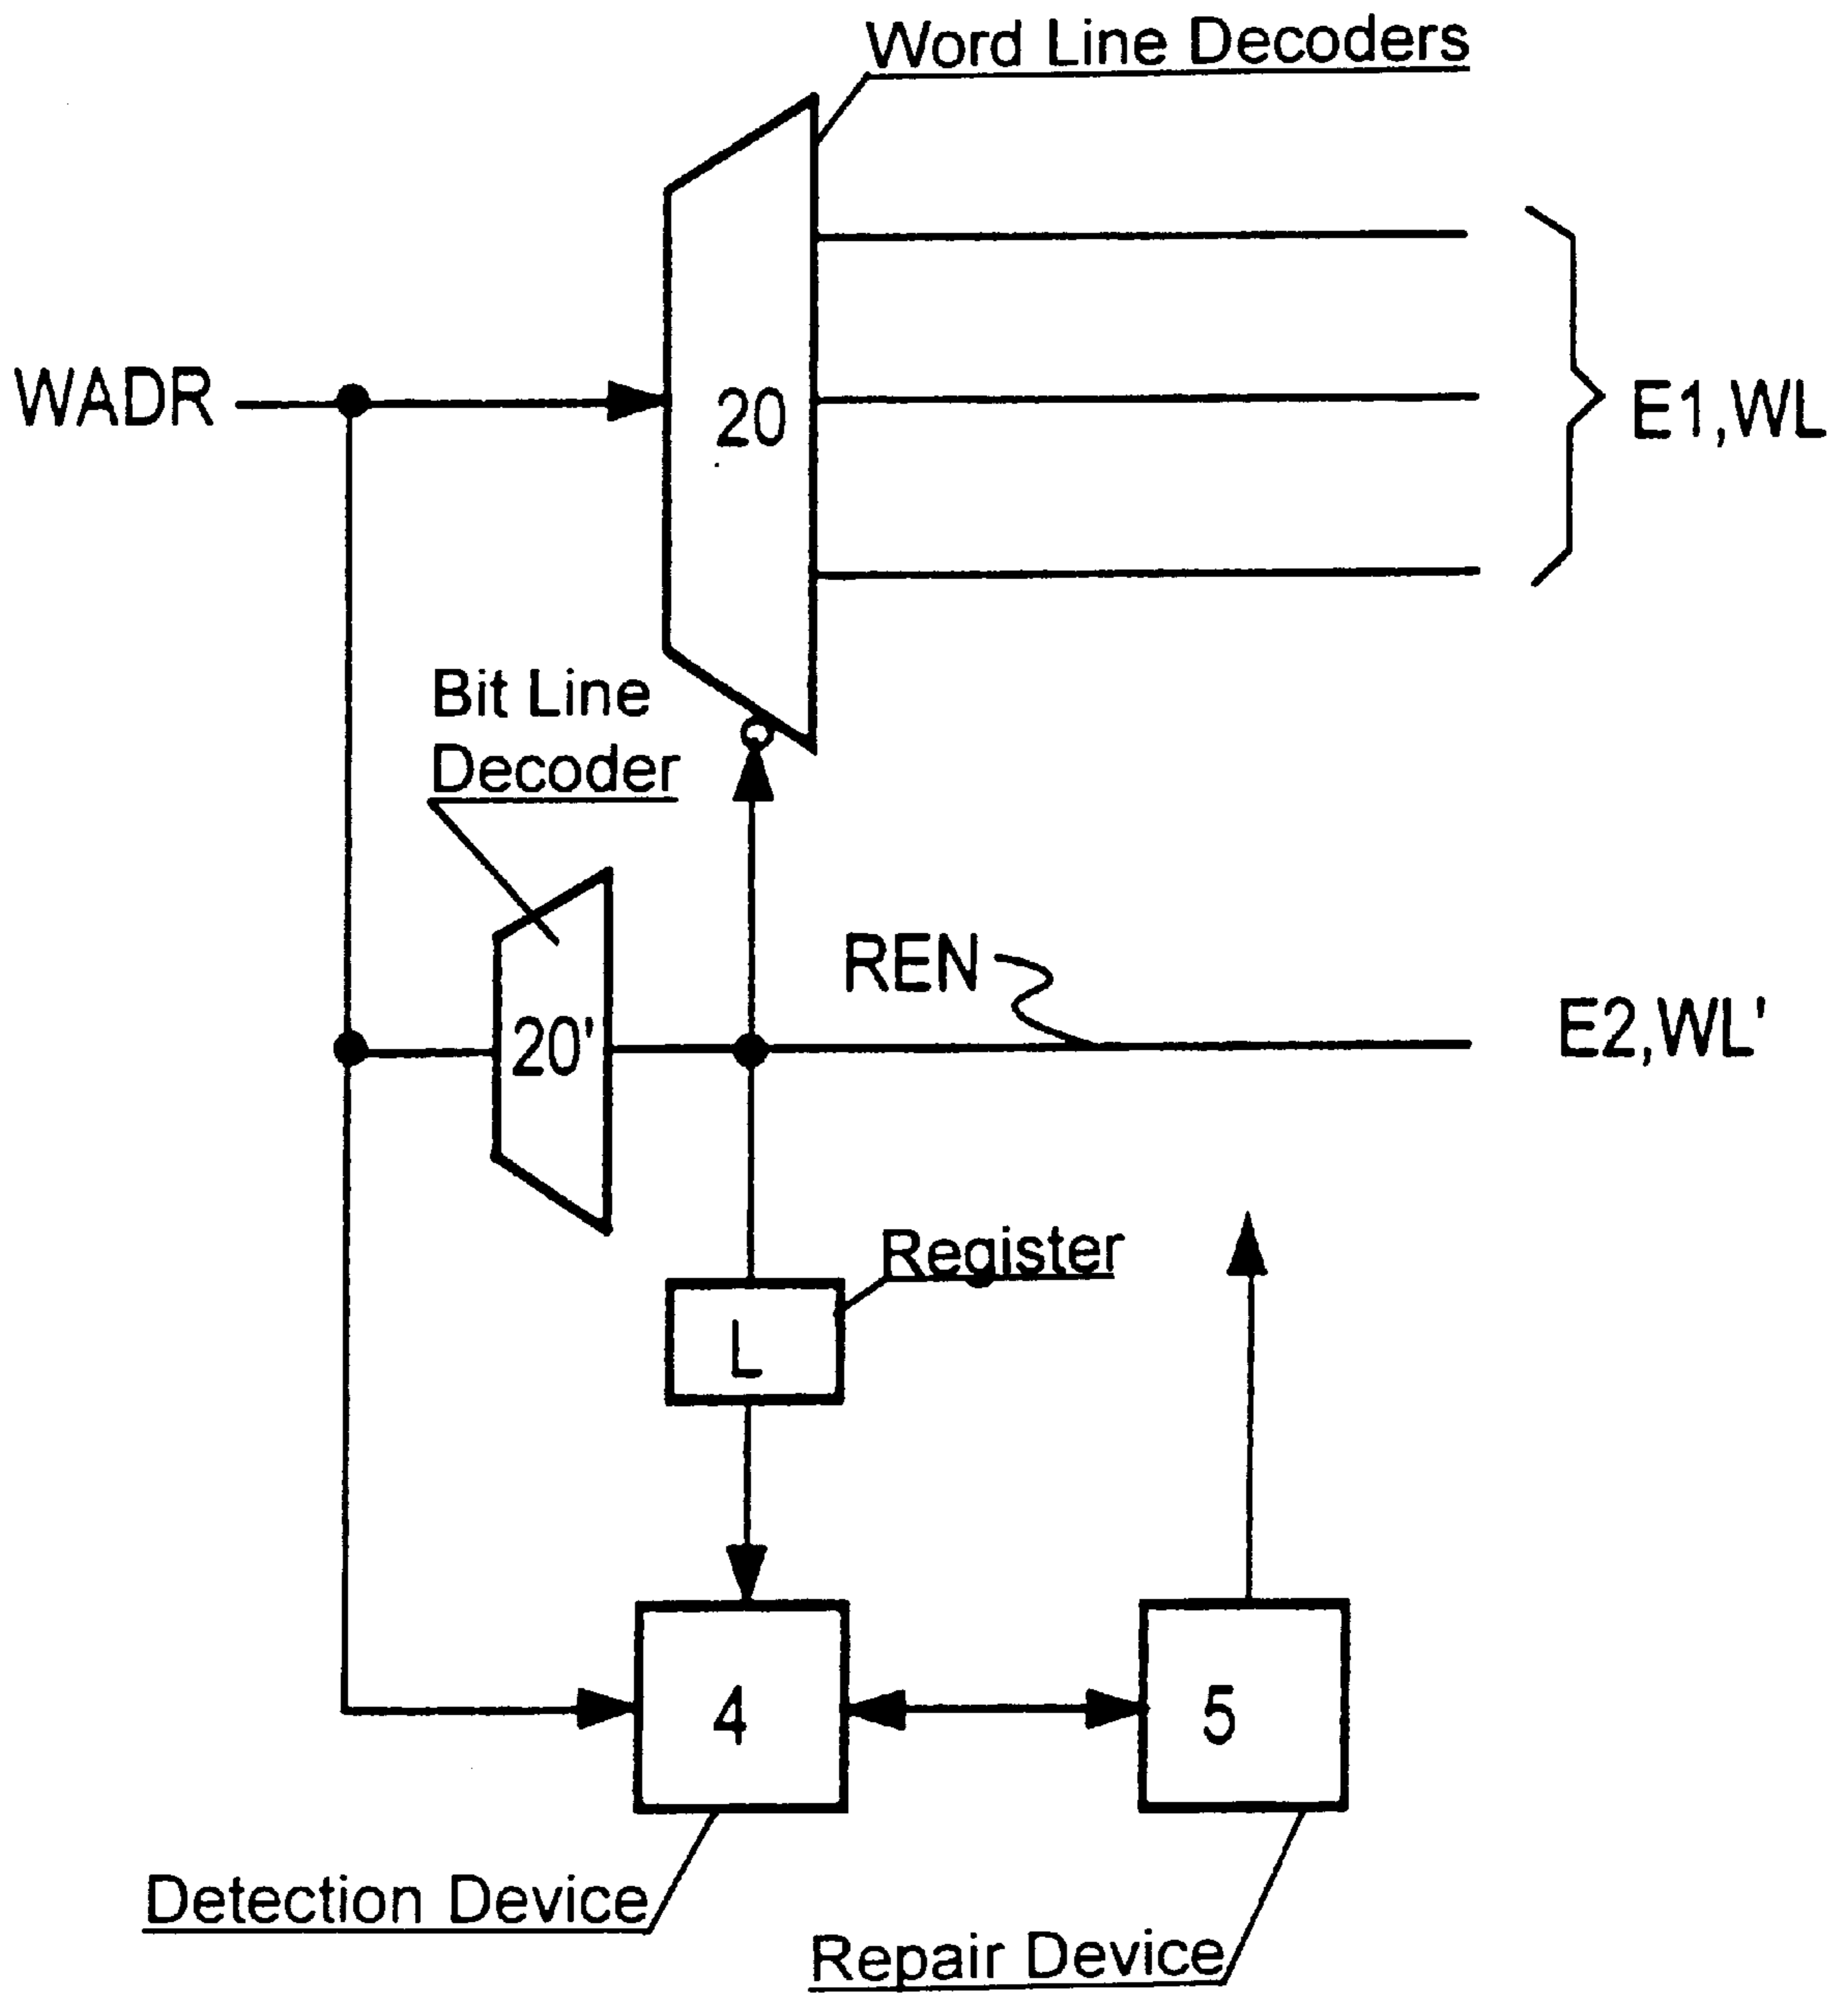 Word Line Decoders
WADR
20
E1,WL
Bit Line
Decoder
REN
20'
E2,WL'
Register
L
4
5
Detection Device
Repair Device